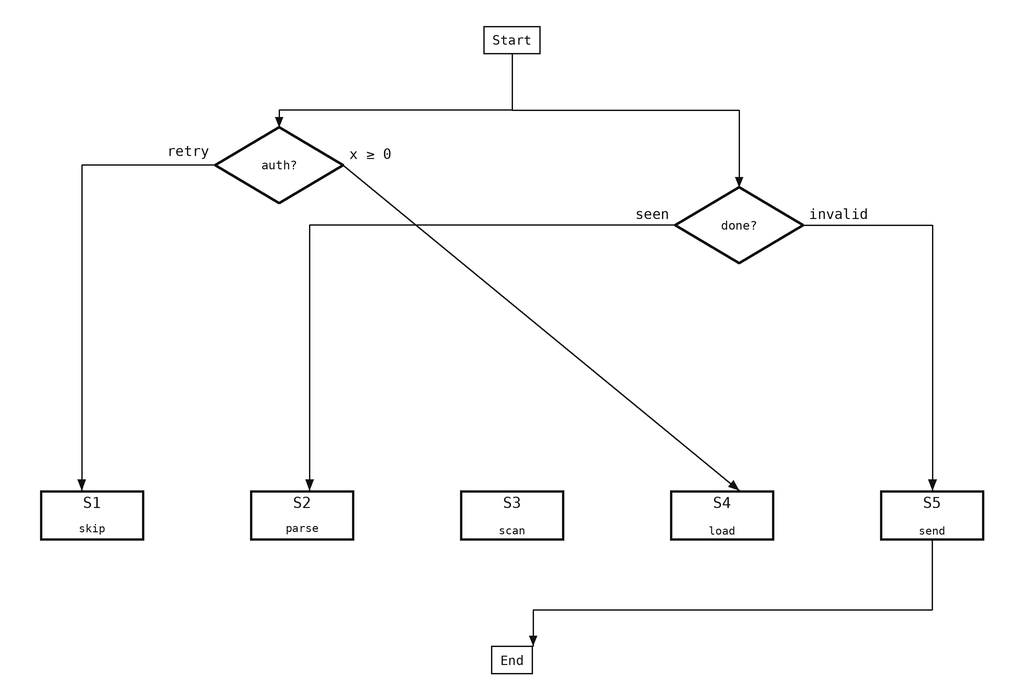 Start
auth?
retry
x ≥ 0
done?
seen
invalid
S1
skip
S2
parse
S3
scan
S4
load
S5
send
End